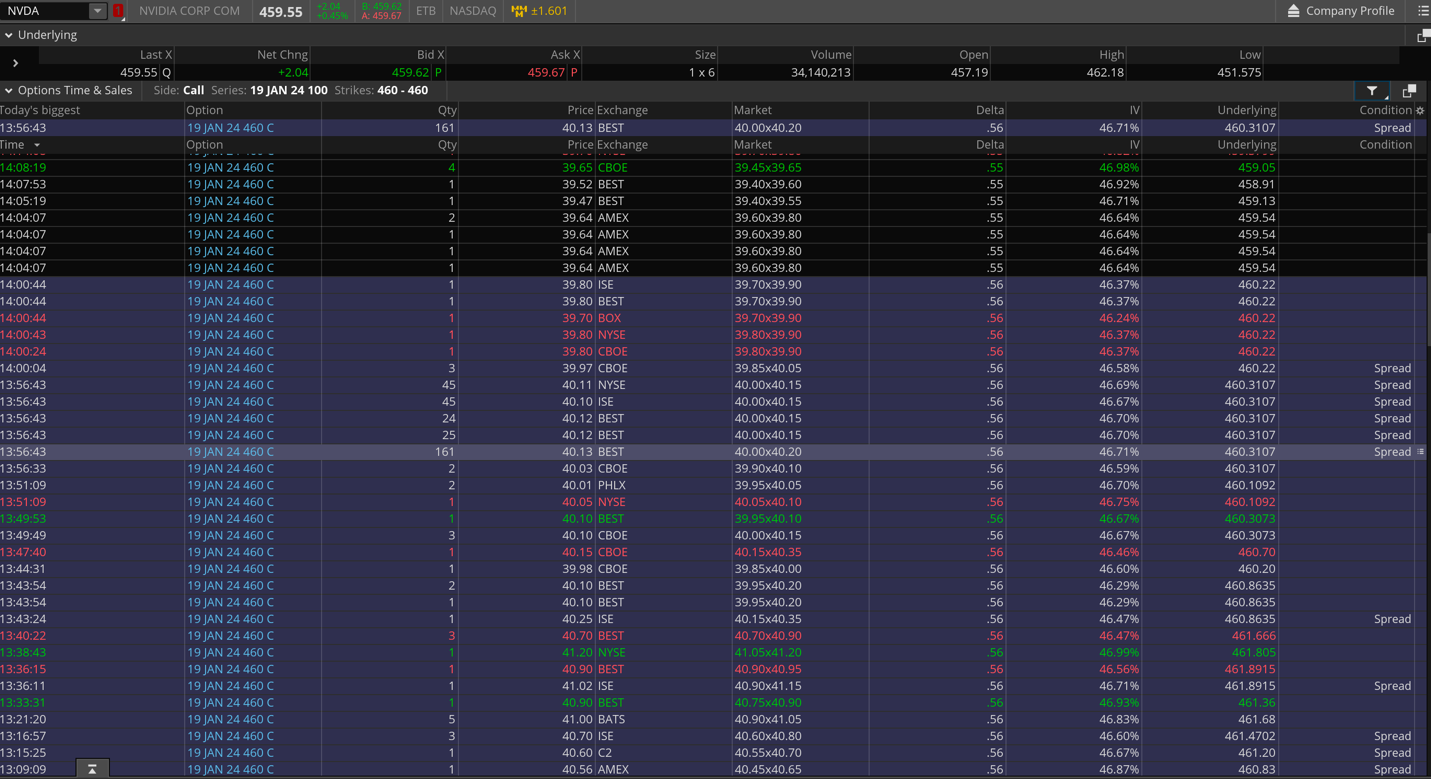 NVDA 1 NVIDIA CORP COM 459.55 +2.04 +0.45% B: 459.62 A: 459.67 ETB NASDAQ ±1.601 Company Profile
Underlying
Last X Net Chng Bid X Ask X Size Volume Open High Low
459.55 Q +2.04 459.62 P 459.67 P 1 x 6 34,140,213 457.19 462.18 451.575
Options Time & Sales Side: Call Series: 19 JAN 24 100 Strikes: 460 - 460
Today's biggest Option Qty Price Exchange Market Delta IV Underlying Condition
13:56:43 19 JAN 24 460 C 161 40.13 BEST 40.00x40.20 .56 46.71% 460.3107 Spread
Time Option Qty Price Exchange Market Delta IV Underlying Condition
14:08:19 19 JAN 24 460 C 4 39.65 CBOE 39.45x39.65 .55 46.98% 459.05
14:07:53 19 JAN 24 460 C 1 39.52 BEST 39.40x39.60 .55 46.92% 458.91
14:05:19 19 JAN 24 460 C 1 39.47 BEST 39.40x39.55 .55 46.71% 459.13
14:04:07 19 JAN 24 460 C 2 39.64 AMEX 39.60x39.80 .55 46.64% 459.54
14:04:07 19 JAN 24 460 C 1 39.64 AMEX 39.60x39.80 .55 46.64% 459.54
14:04:07 19 JAN 24 460 C 1 39.64 AMEX 39.60x39.80 .55 46.64% 459.54
14:04:07 19 JAN 24 460 C 1 39.64 AMEX 39.60x39.80 .55 46.64% 459.54
14:00:44 19 JAN 24 460 C 1 39.80 ISE 39.70x39.90 .56 46.37% 460.22
14:00:44 19 JAN 24 460 C 1 39.80 BEST 39.70x39.90 .56 46.37% 460.22
14:00:44 19 JAN 24 460 C 1 39.70 BOX 39.70x39.90 .56 46.24% 460.22
14:00:43 19 JAN 24 460 C 1 39.80 NYSE 39.80x39.90 .56 46.37% 460.22
14:00:24 19 JAN 24 460 C 1 39.80 CBOE 39.80x39.90 .56 46.37% 460.22
14:00:04 19 JAN 24 460 C 3 39.97 CBOE 39.85x40.05 .56 46.58% 460.22 Spread
13:56:43 19 JAN 24 460 C 45 40.11 NYSE 40.00x40.15 .56 46.69% 460.3107 Spread
13:56:43 19 JAN 24 460 C 45 40.10 ISE 40.00x40.15 .56 46.67% 460.3107 Spread
13:56:43 19 JAN 24 460 C 24 40.12 BEST 40.00x40.15 .56 46.70% 460.3107 Spread
13:56:43 19 JAN 24 460 C 25 40.12 BEST 40.00x40.15 .56 46.70% 460.3107 Spread
13:56:43 19 JAN 24 460 C 161 40.13 BEST 40.00x40.20 .56 46.71% 460.3107 Spread
13:56:33 19 JAN 24 460 C 2 40.03 CBOE 39.90x40.10 .56 46.59% 460.3107
13:51:09 19 JAN 24 460 C 2 40.01 PHLX 39.95x40.05 .56 46.70% 460.1092
13:51:09 19 JAN 24 460 C 1 40.05 NYSE 40.05x40.10 .56 46.75% 460.1092
13:49:53 19 JAN 24 460 C 1 40.10 BEST 39.95x40.10 .56 46.67% 460.3073
13:49:49 19 JAN 24 460 C 3 40.10 CBOE 40.00x40.15 .56 46.67% 460.3073
13:47:40 19 JAN 24 460 C 1 40.15 CBOE 40.15x40.35 .56 46.46% 460.70
13:44:31 19 JAN 24 460 C 1 39.98 CBOE 39.85x40.00 .56 46.60% 460.20
13:43:54 19 JAN 24 460 C 2 40.10 BEST 39.95x40.20 .56 46.29% 460.8635
13:43:54 19 JAN 24 460 C 1 40.10 BEST 39.95x40.20 .56 46.29% 460.8635
13:43:24 19 JAN 24 460 C 1 40.25 ISE 40.15x40.35 .56 46.47% 460.8635 Spread
13:40:22 19 JAN 24 460 C 3 40.70 BEST 40.70x40.90 .56 46.47% 461.666
13:38:43 19 JAN 24 460 C 1 41.20 NYSE 41.05x41.20 .56 46.99% 461.805
13:36:15 19 JAN 24 460 C 1 40.90 BEST 40.90x40.95 .56 46.56% 461.8915
13:36:11 19 JAN 24 460 C 1 41.02 ISE 40.90x41.15 .56 46.71% 461.8915 Spread
13:33:31 19 JAN 24 460 C 1 40.90 BEST 40.75x40.90 .56 46.93% 461.36
13:21:20 19 JAN 24 460 C 5 41.00 BATS 40.90x41.05 .56 46.83% 461.68
13:16:57 19 JAN 24 460 C 3 40.70 ISE 40.60x40.80 .56 46.60% 461.4702 Spread
13:15:25 19 JAN 24 460 C 1 40.60 C2 40.55x40.70 .56 46.67% 461.20 Spread
13:09:09 19 JAN 24 460 C 1 40.56 AMEX 40.45x40.65 .56 46.87% 460.83 Spread